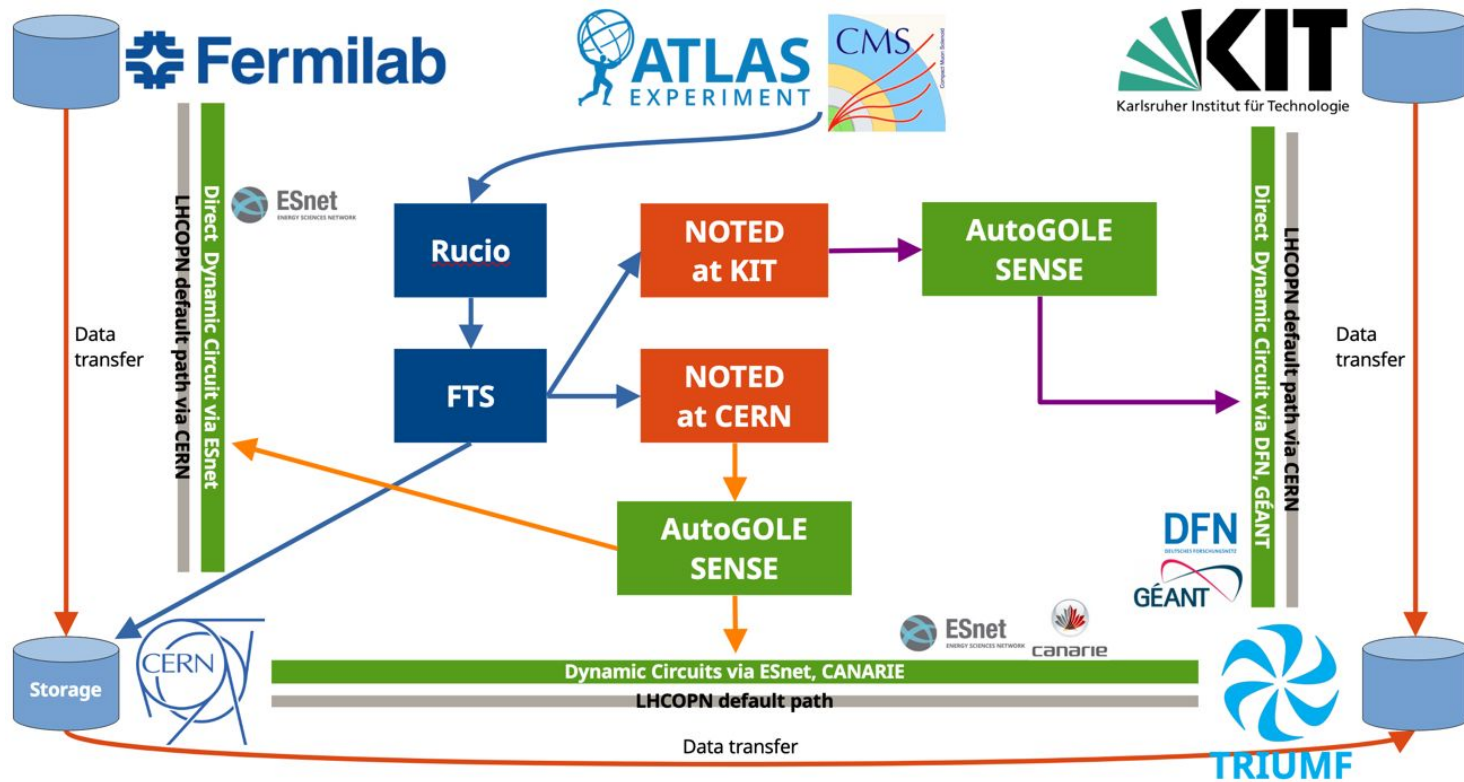 Fermilab
ATLAS
EXPERIMENT
CMS
Compact Muon Solenoid
KIT
Karlsruher Institut für Technologie
ESnet
ENERGY SCIENCES NETWORK
LHCOPN default path via CERN
Direct Dynamic Circuit via ESnet
Data
transfer
Rucio
FTS
NOTED
at KIT
NOTED
at CERN
AutoGOLE
SENSE
AutoGOLE
SENSE
Direct Dynamic Circuit via DFN, GÉANT
LHCOPN default path via CERN
Data
transfer
DFN
DEUTSCHES FORSCHUNGSNETZ
GÉANT
Storage
CERN
ESnet
ENERGY SCIENCES NETWORK
canarie
Dynamic Circuits via ESnet, CANARIE
LHCOPN default path
Data transfer
TRIUMF